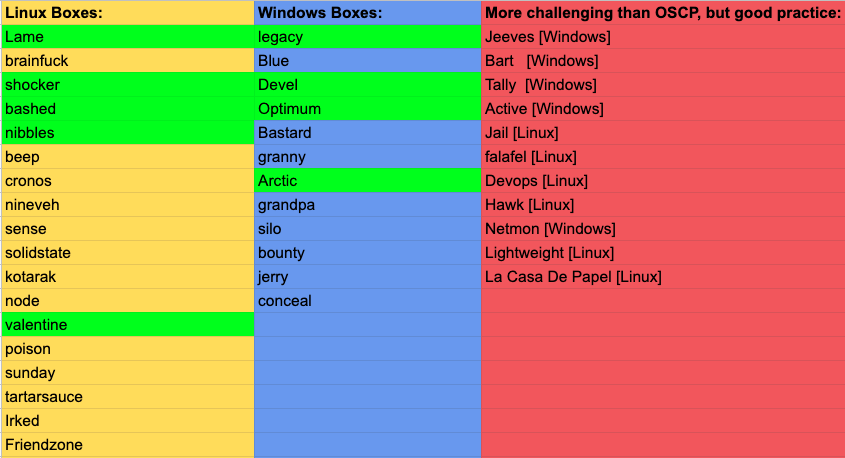 Linux Boxes: Windows Boxes: More challenging than OSCP, but good practice:
Lame legacy Jeeves [Windows]
brainfuck Blue Bart [Windows]
shocker Devel Tally [Windows]
bashed Optimum Active [Windows]
nibbles Bastard Jail [Linux]
beep granny falafel [Linux]
cronos Arctic Devops [Linux]
nineveh grandpa Hawk [Linux]
sense silo Netmon [Windows]
solidstate bounty Lightweight [Linux]
kotarak jerry La Casa De Papel [Linux]
node conceal
valentine
poison
sunday
tartarsauce
Irked
Friendzone